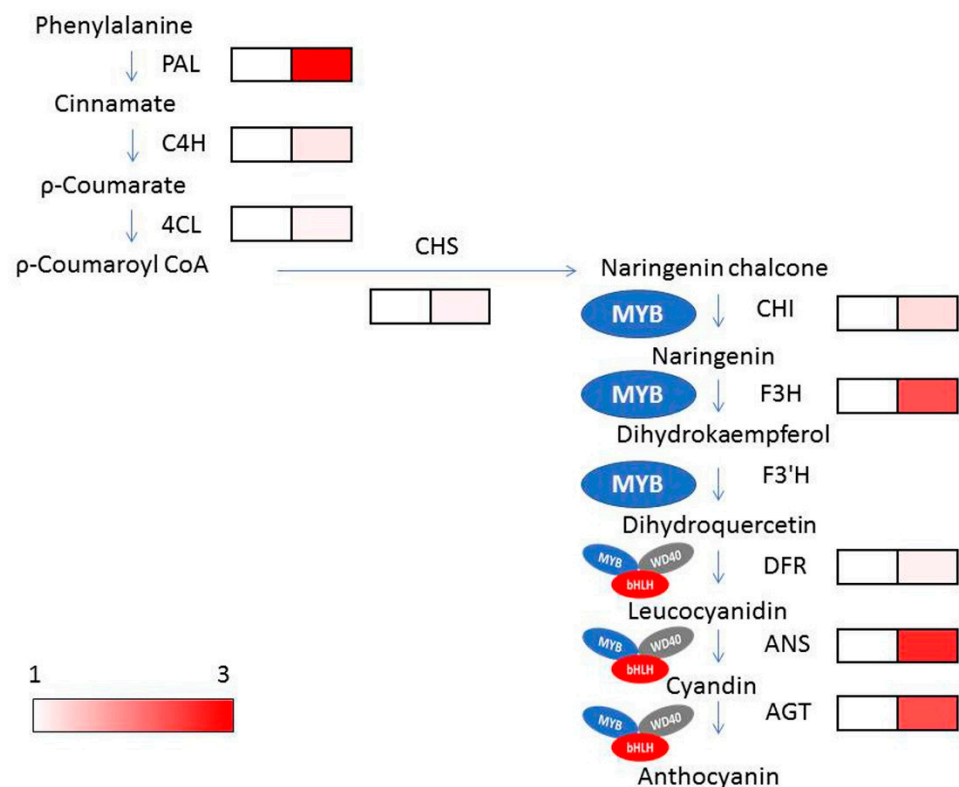 Phenylalanine
PAL
Cinnamate
C4H
ρ-Coumarate
4CL
ρ-Coumaroyl CoA
CHS
Naringenin chalcone
MYB
CHI
Naringenin
MYB
F3H
Dihydrokaempferol
MYB
F3'H
Dihydroquercetin
MYB WD40
bHLH
DFR
Leucocyanidin
MYB WD40
bHLH
ANS
Cyandin
MYB WD40
bHLH
AGT
Anthocyanin
1 3